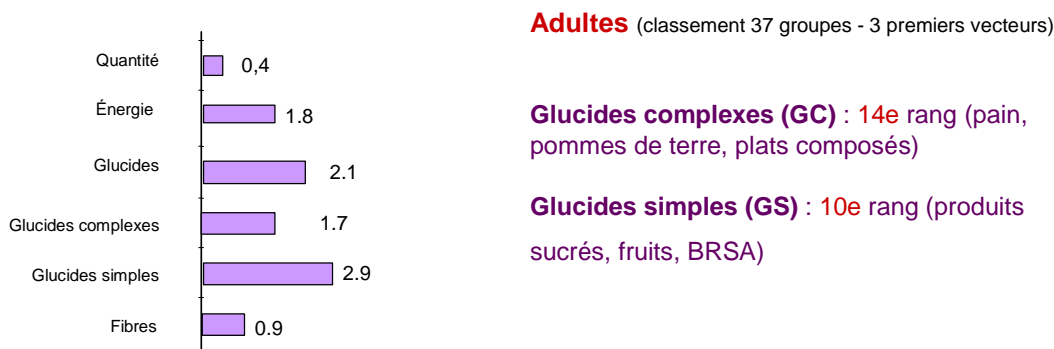 Quantité 0,4
Énergie 1.8
Glucides 2.1
Glucides complexes 1.7
Glucides simples 2.9
Fibres 0.9
Adultes (classement 37 groupes - 3 premiers vecteurs)
Glucides complexes (GC) : 14e rang (pain,
pommes de terre, plats composés)
Glucides simples (GS) : 10e rang (produits
sucrés, fruits, BRSA)